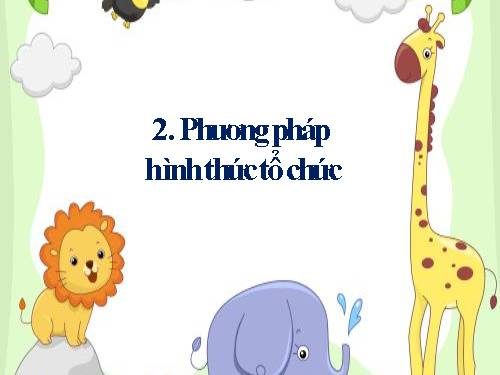 2. Phương pháp
hình thức tổ chức